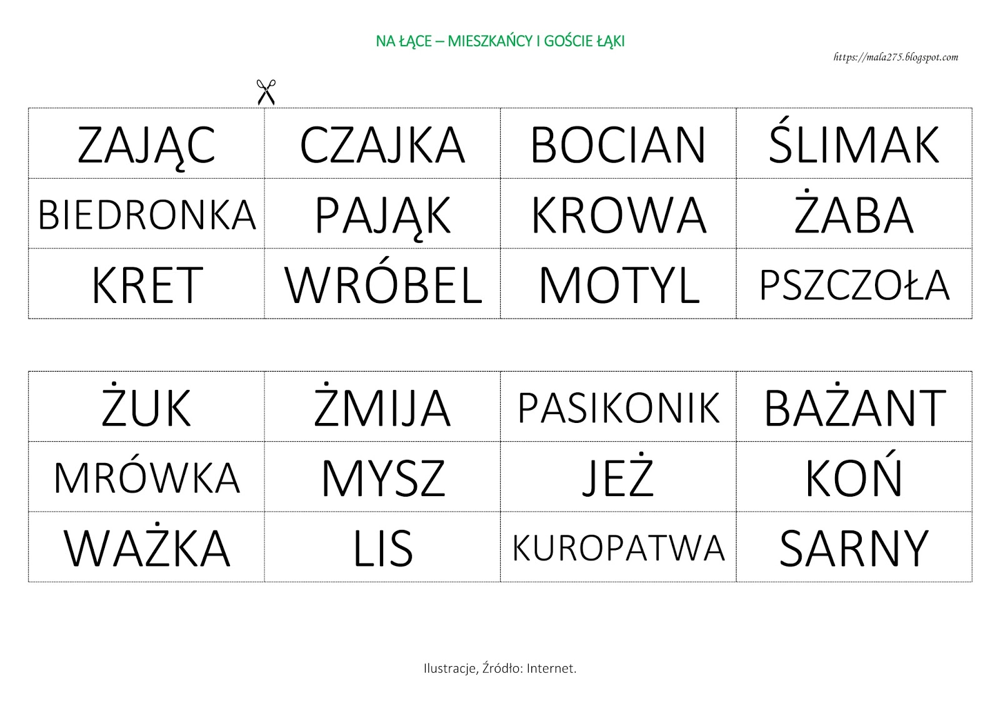 NA ŁĄCE – MIESZKAŃCY I GOŚCIE ŁĄKI
https://mala275.blogspot.com
ZAJĄC CZAJKA BOCIAN ŚLIMAK
BIEDRONKA PAJĄK KROWA ŻABA
KRET WRÓBEL MOTYL PSZCZOŁA
ŻUK ŻMIJA PASIKONIK BAŻANT
MRÓWKA MYSZ JEŻ KOŃ
WAŻKA LIS KUROPATWA SARNY
Ilustracje, Źródło: Internet.